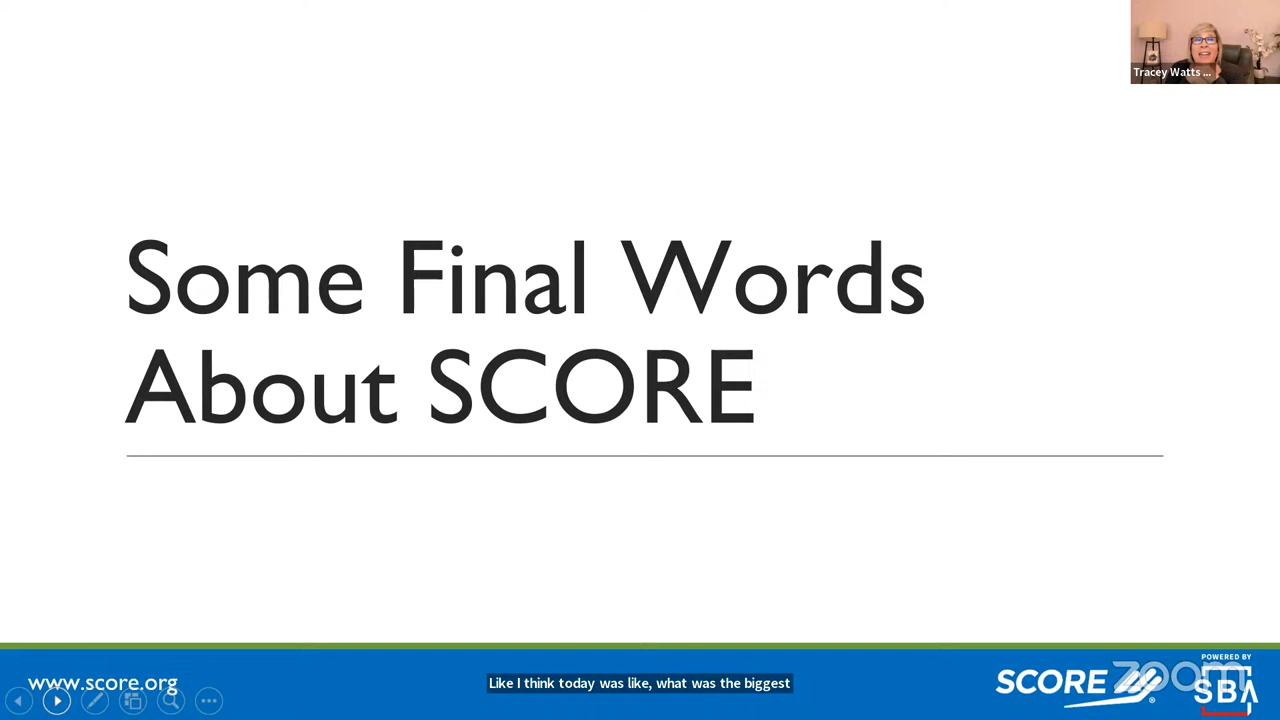 Tracey Watts ...
Some Final Words
About SCORE
www.score.org
Like I think today was like, what was the biggest
SCORE
®
zoom
POWERED BY
SBA